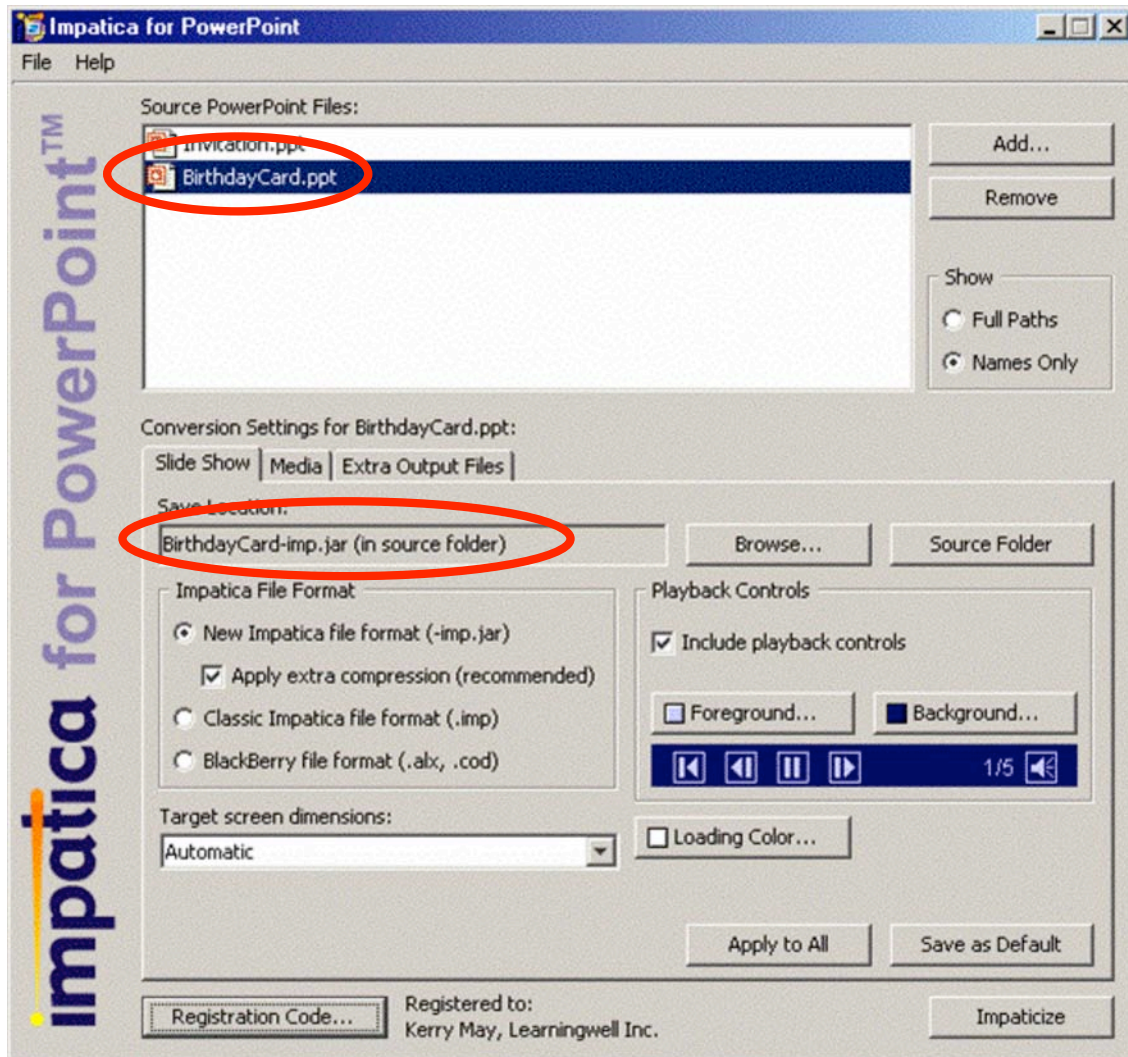 Impatica for PowerPoint
File Help
impatica for PowerPoint™
Source PowerPoint Files:
Invitation.ppt
BirthdayCard.ppt
Add...
Remove
Show
Full Paths
Names Only
Conversion Settings for BirthdayCard.ppt:
Slide Show Media Extra Output Files
Save Location:
BirthdayCard-imp.jar (in source folder)
Browse...
Source Folder
Impatica File Format
New Impatica file format (-imp.jar)
Apply extra compression (recommended)
Classic Impatica file format (.imp)
BlackBerry file format (.alx, .cod)
Playback Controls
Include playback controls
Foreground...
Background...
1/5
Target screen dimensions:
Automatic
Loading Color...
Apply to All
Save as Default
Registration Code...
Registered to:
Kerry May, Learningwell Inc.
Impaticize